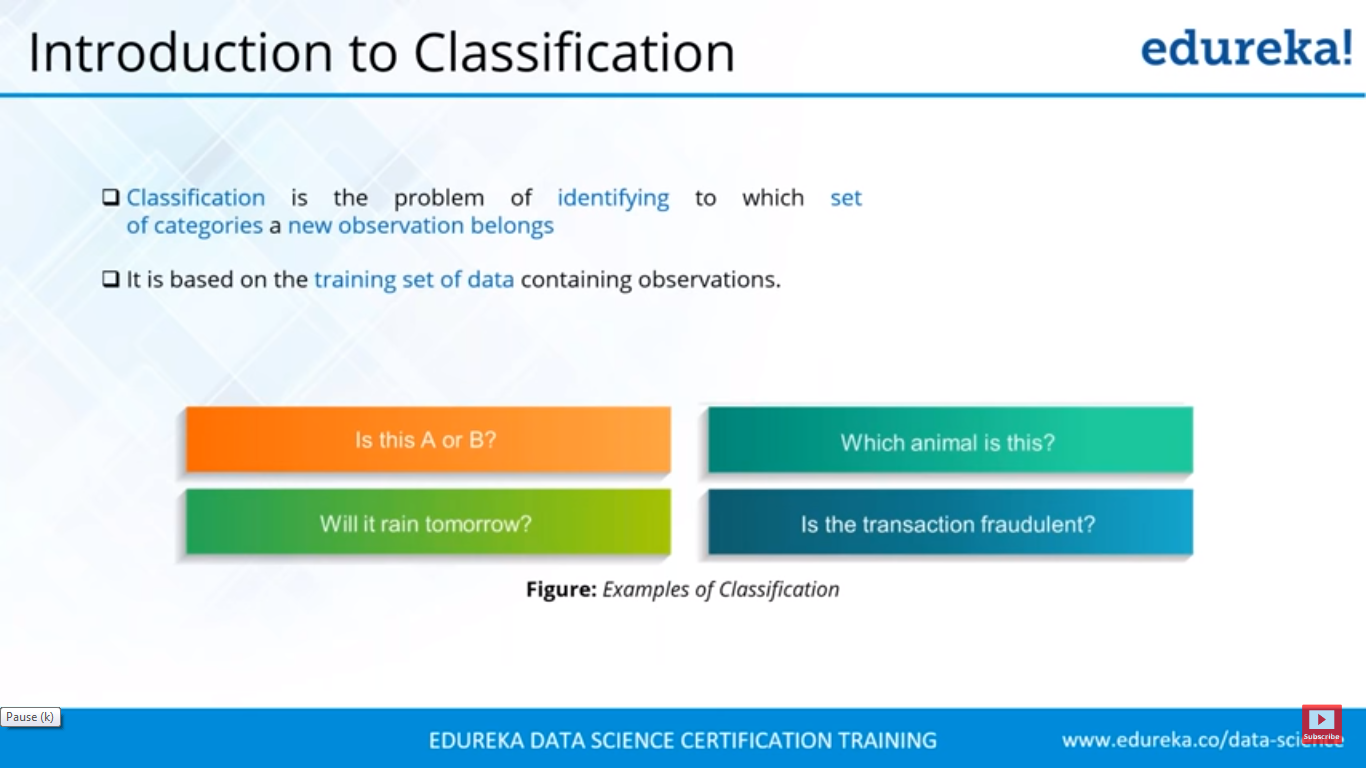 Introduction to Classification
edureka!
Classification is the problem of identifying to which set
of categories a new observation belongs
It is based on the training set of data containing observations.
Is this A or B?
Which animal is this?
Will it rain tomorrow?
Is the transaction fraudulent?
Figure: Examples of Classification
Pause (k)
EDUREKA DATA SCIENCE CERTIFICATION TRAINING
www.edureka.co/data-science
Subscribe